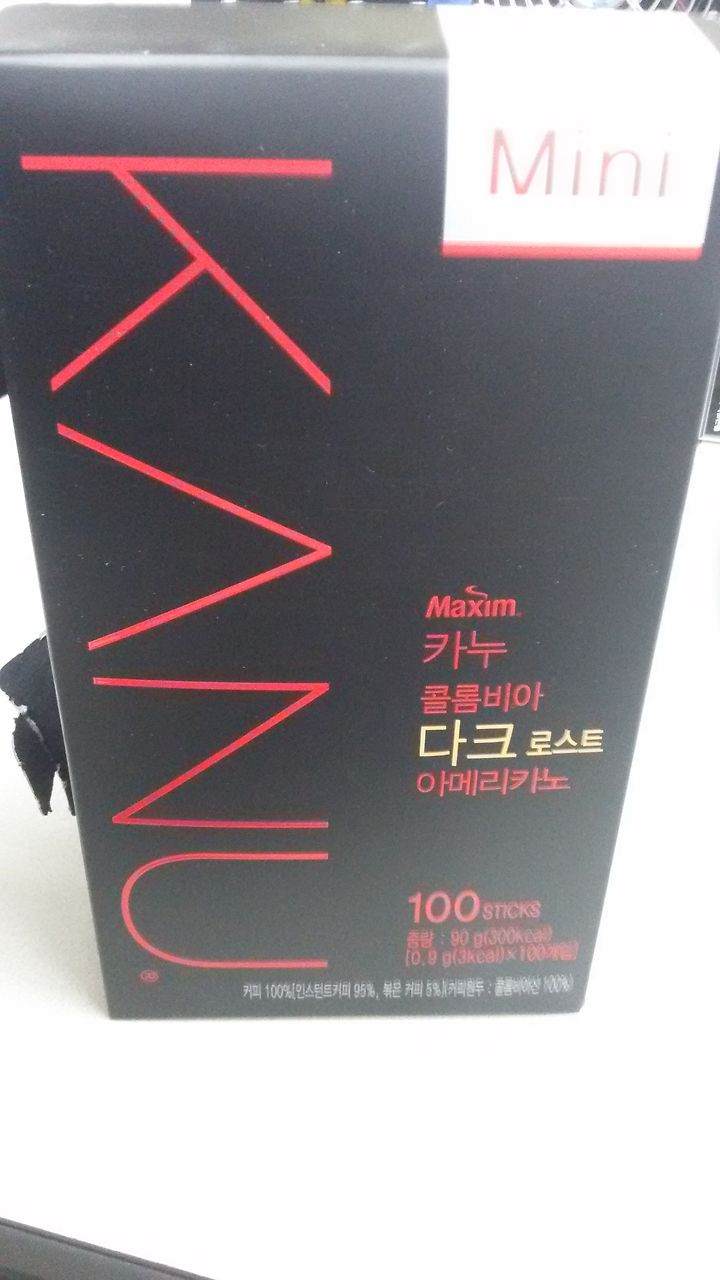 Mini
KANU
Maxim
카누
콜롬비아
다크 로스트
아메리카노
100 STICKS
중량 : 90 g(300kcal)
[0.9 g(3kcal)×100개입]
커피 100%[인스턴트커피 95%, 볶은 커피 5%](커피원두 : 콜롬비아산 100%)